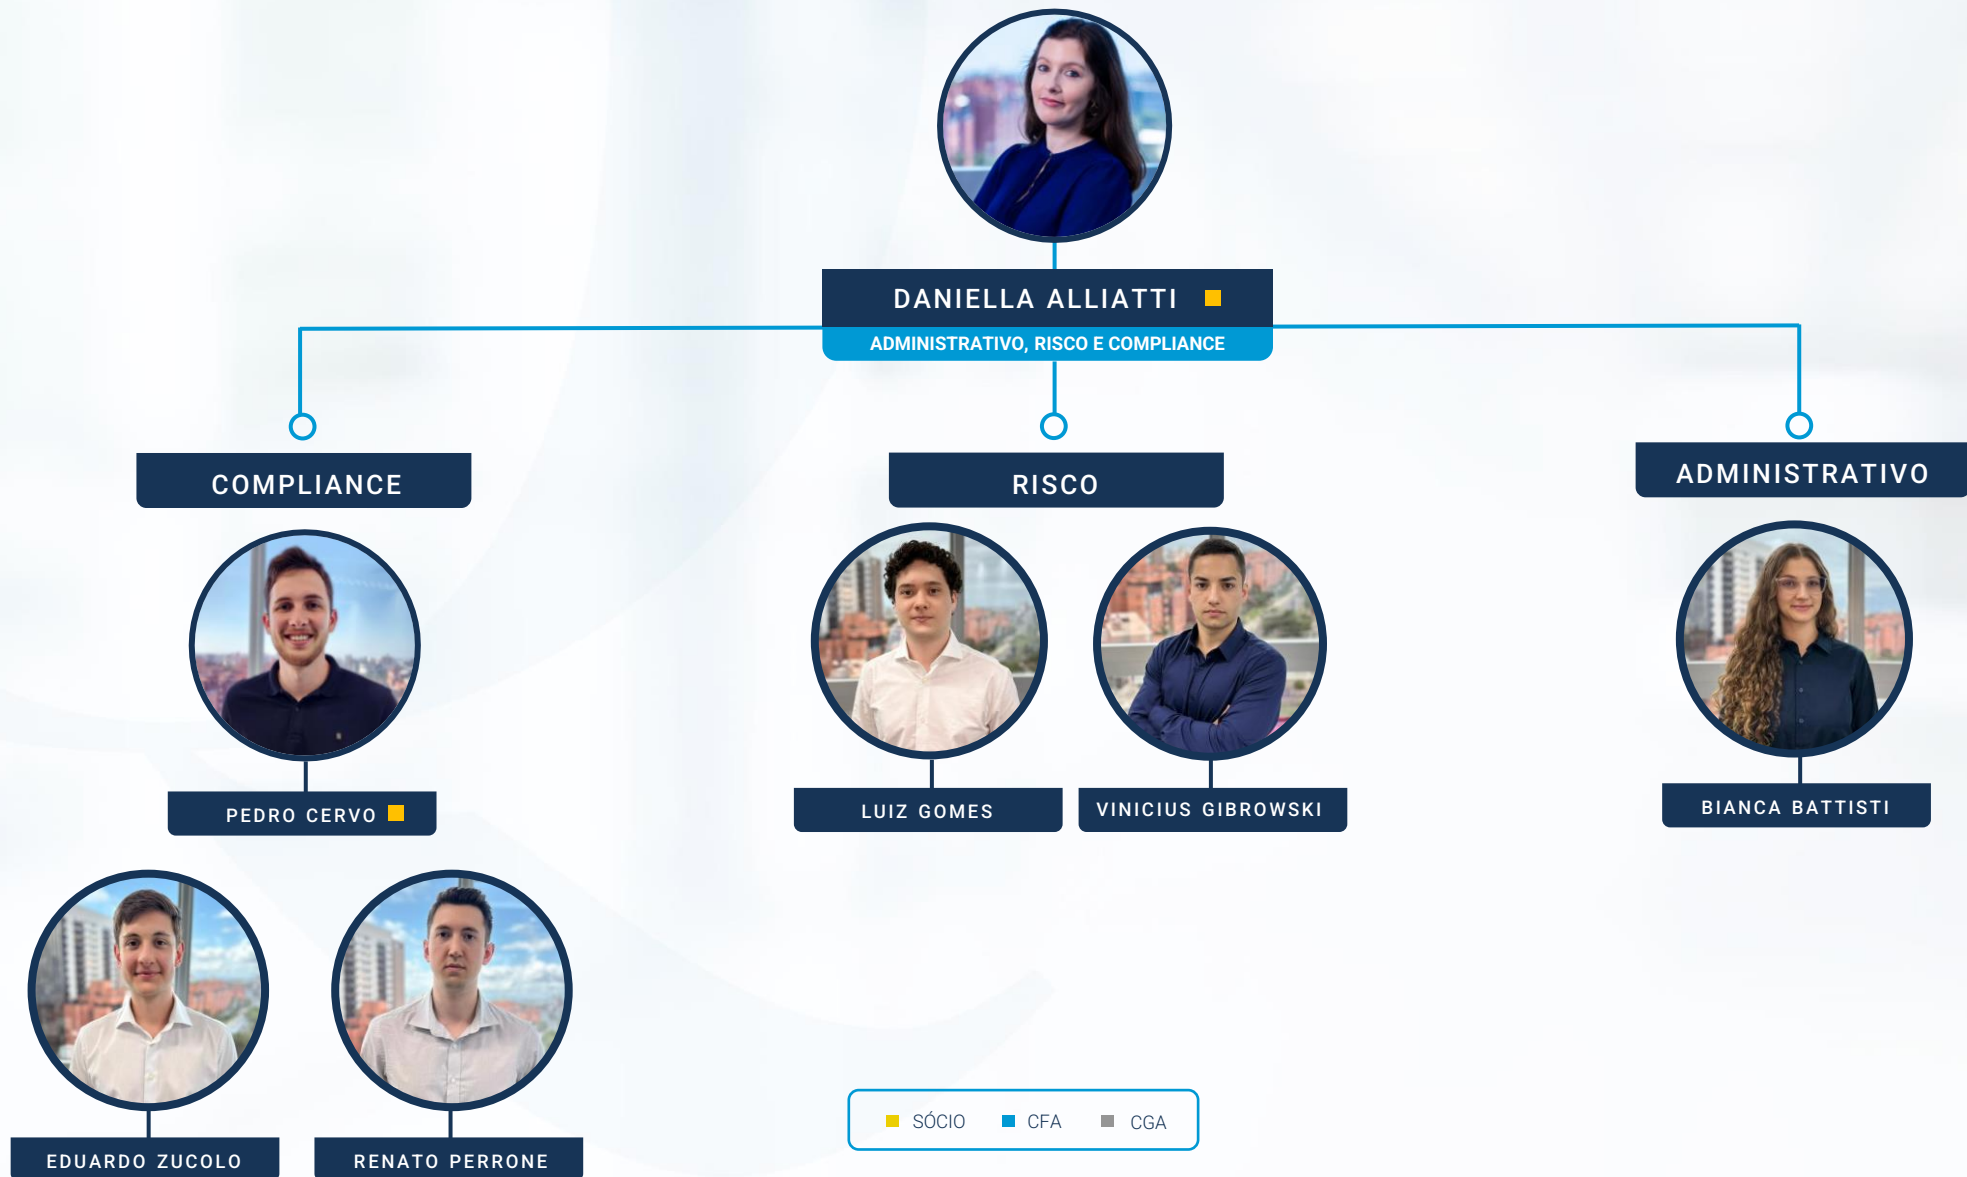 DANIELLA ALLIATTI
ADMINISTRATIVO, RISCO E COMPLIANCE
COMPLIANCE
RISCO
ADMINISTRATIVO
PEDRO CERVO
LUIZ GOMES
VINICIUS GIBROWSKI
BIANCA BATTISTI
EDUARDO ZUCOLO
RENATO PERRONE
SÓCIO
CFA
CGA